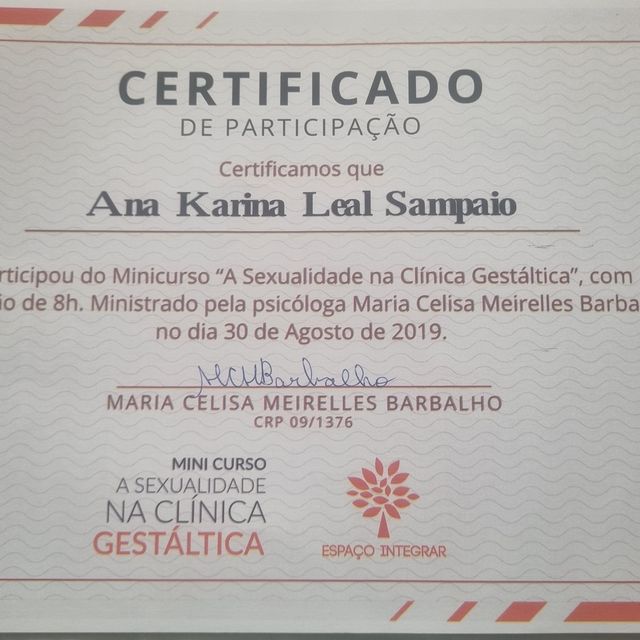 CERTIFICADO
DE PARTICIPAÇÃO
Certificamos que
Ana Karina Leal Sampaio
rticipou do Minicurso “A Sexualidade na Clínica Gestáltica”, com
io de 8h. Ministrado pela psicóloga Maria Celisa Meirelles Barba
no dia 30 de Agosto de 2019.
MCMBarbalho
MARIA CELISA MEIRELLES BARBALHO
CRP 09/1376
MINI CURSO
A SEXUALIDADE
NA CLÍNICA
GESTÁLTICA
ESPAÇO INTEGRAR